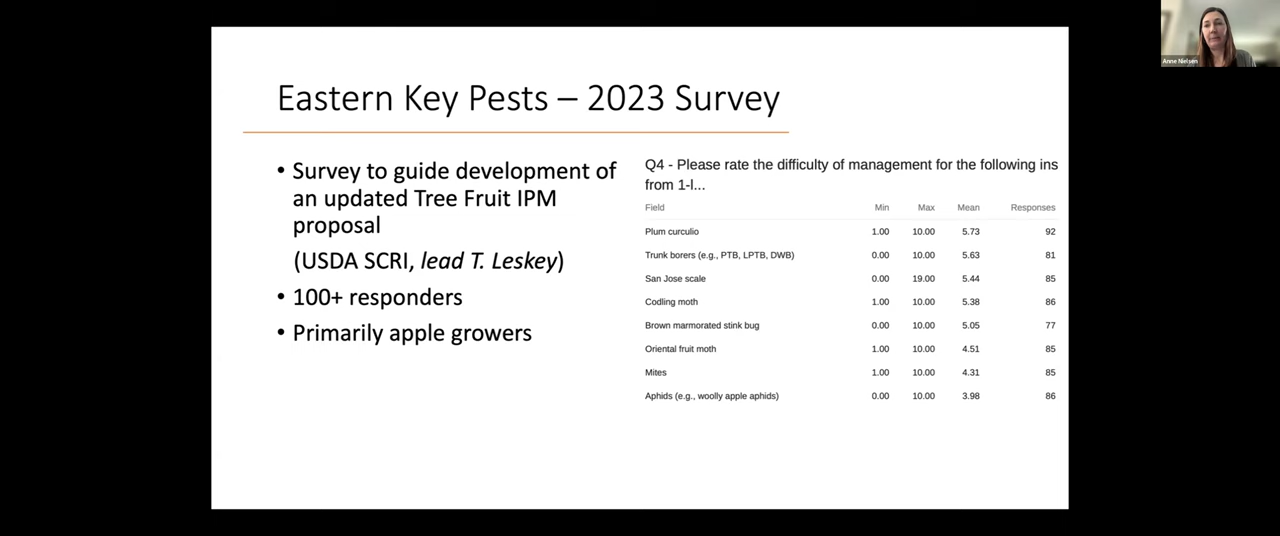 Eastern Key Pests – 2023 Survey
• Survey to guide development of
an updated Tree Fruit IPM
proposal
(USDA SCRI, lead T. Leskey)
• 100+ responders
• Primarily apple growers
Q4 - Please rate the difficulty of management for the following ins
from 1-l...
Field Min Max Mean Responses
Plum curculio 1.00 10.00 5.73 92
Trunk borers (e.g., PTB, LPTB, DWB) 0.00 10.00 5.63 81
San Jose scale 0.00 19.00 5.44 85
Codling moth 1.00 10.00 5.38 86
Brown marmorated stink bug 0.00 10.00 5.05 77
Oriental fruit moth 1.00 10.00 4.51 85
Mites 1.00 10.00 4.31 85
Aphids (e.g., woolly apple aphids) 0.00 10.00 3.98 86
Anne Nielsen